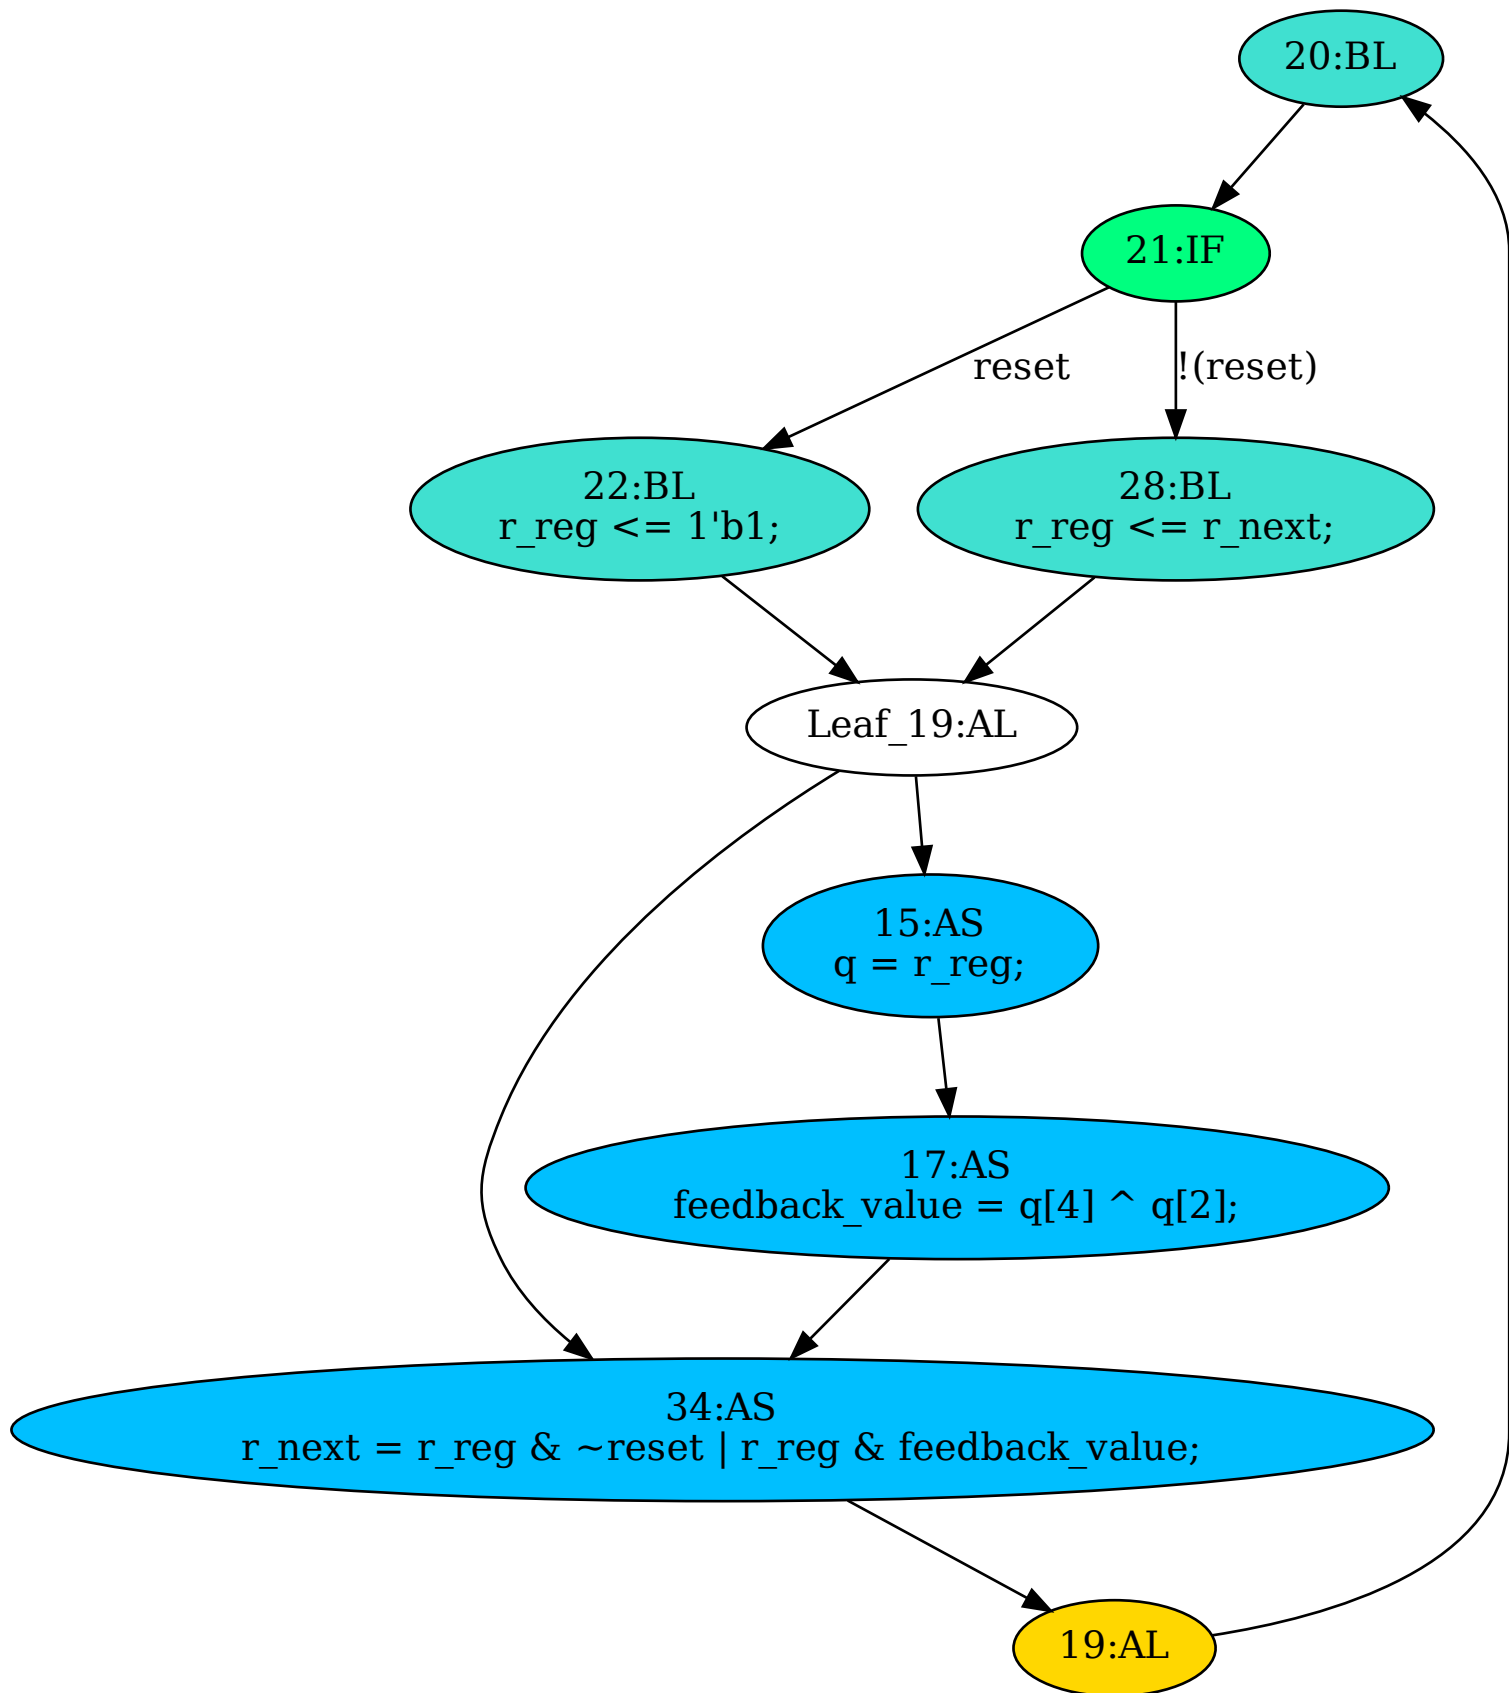 20:BL
21:IF
reset
!(reset)
22:BL
r_reg <= 1'b1;
28:BL
r_reg <= r_next;
Leaf_19:AL
15:AS
q = r_reg;
17:AS
feedback_value = q[4] ^ q[2];
34:AS
r_next = r_reg & ~reset | r_reg & feedback_value;
19:AL